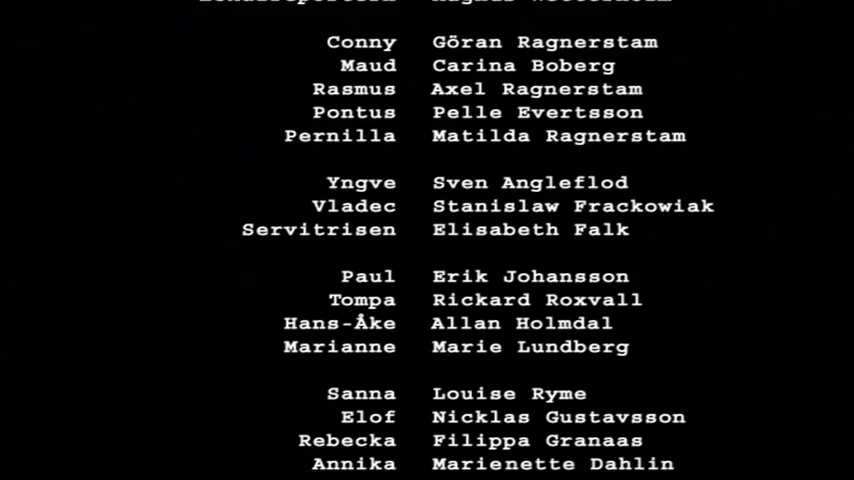 Conny Göran Ragnerstam
Maud Carina Boberg
Rasmus Axel Ragnerstam
Pontus Pelle Evertsson
Pernilla Matilda Ragnerstam
Yngve Sven Angleflod
Vladec Stanislaw Frackowiak
Servitrisen Elisabeth Falk
Paul Erik Johansson
Tompa Rickard Roxvall
Hans-Åke Allan Holmdal
Marianne Marie Lundberg
Sanna Louise Ryme
Elof Nicklas Gustavsson
Rebecka Filippa Granaas
Annika Marienette Dahlin